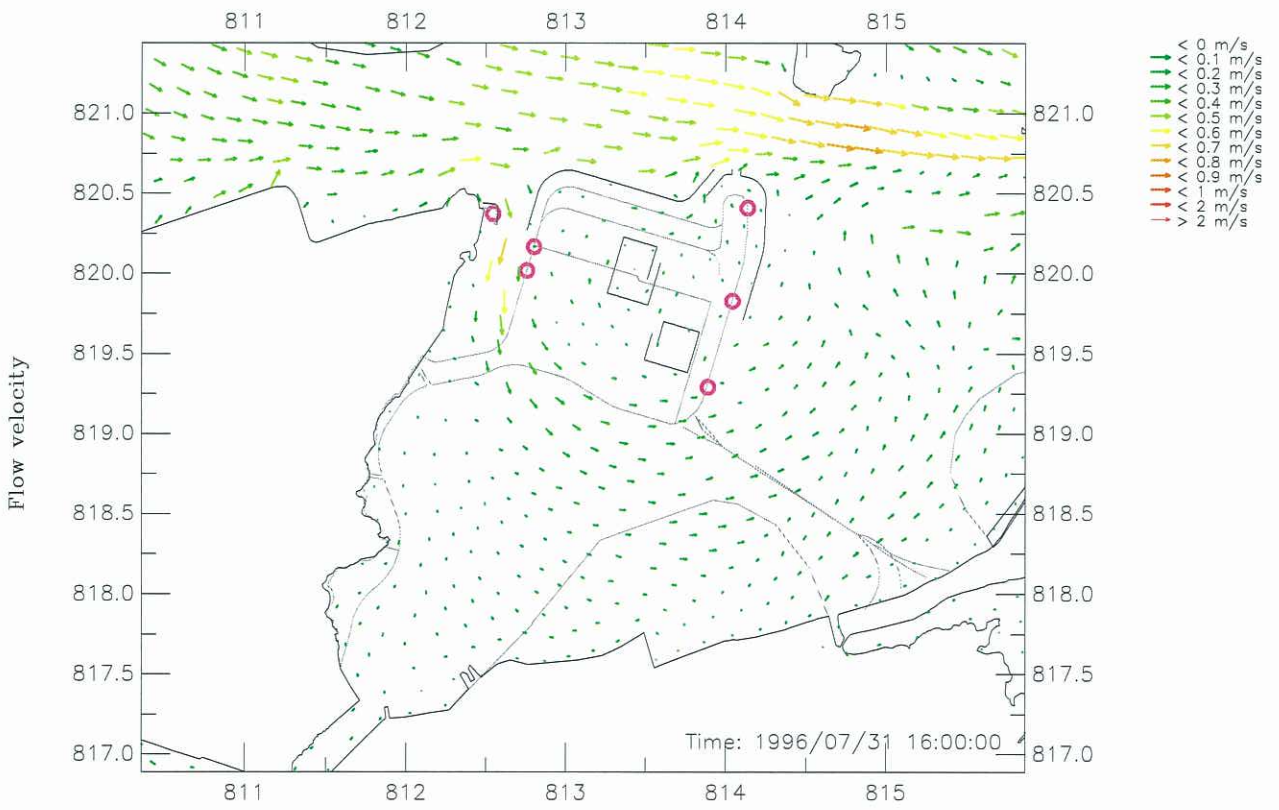 811 812 813 814 815
< 0 m/s
< 0.1 m/s
< 0.2 m/s
< 0.3 m/s
< 0.4 m/s
< 0.5 m/s
< 0.6 m/s
< 0.7 m/s
< 0.8 m/s
< 0.9 m/s
< 1 m/s
< 2 m/s
> 2 m/s
821.0 821.0
820.5 820.5
820.0 820.0
819.5 819.5
Flow velocity
819.0 819.0
818.5 818.5
818.0 818.0
817.5 817.5
Time: 1996/07/31 16:00:00
817.0 817.0
811 812 813 814 815